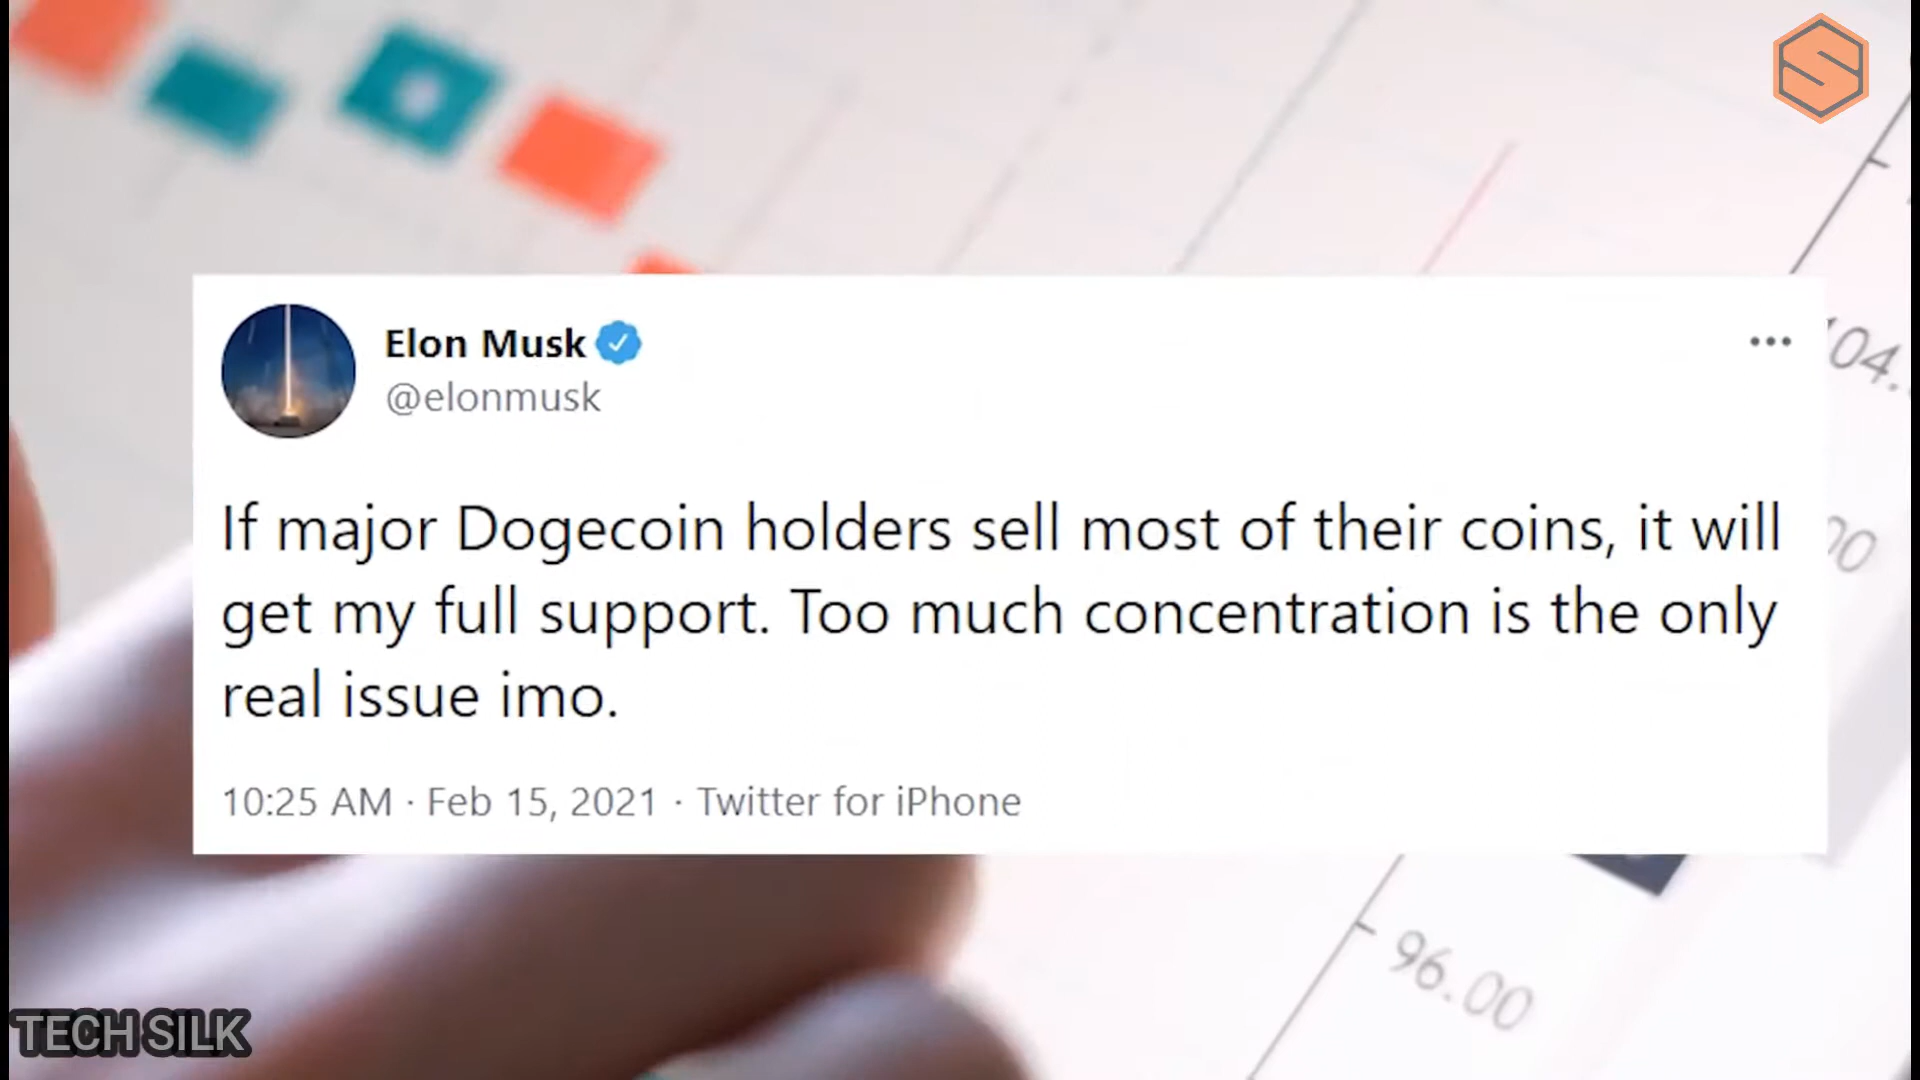 Elon Musk
@elonmusk
If major Dogecoin holders sell most of their coins, it will
get my full support. Too much concentration is the only
real issue imo.
10:25 AM · Feb 15, 2021 · Twitter for iPhone
96.00
TECH SILK